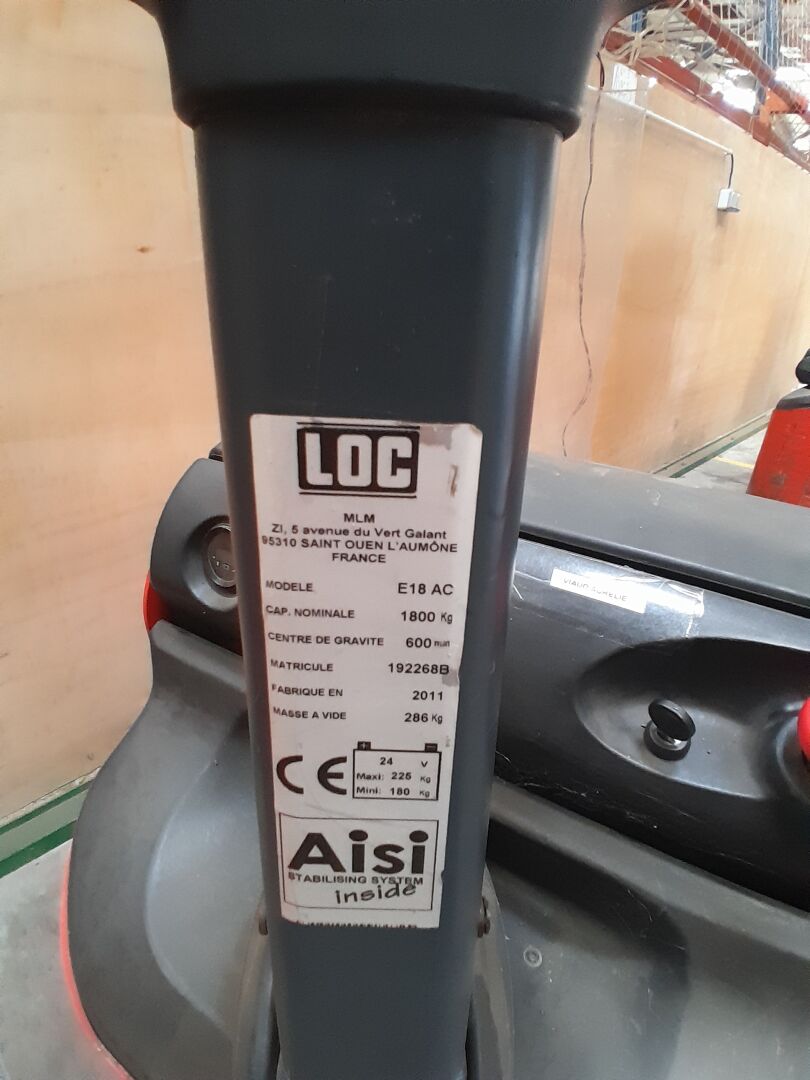 LOC
MLM
ZI, 5 avenue du Vert Galant
95310 SAINT OUEN L'AUMÔNE
FRANCE
MODELE E18 AC
CAP. NOMINALE 1800 Kg
CENTRE DE GRAVITE 600 mm
MATRICULE 192268B
FABRIQUE EN 2011
MASSE A VIDE 286 Kg
CE
+ −
24 V
Maxi: 225 Kg
Mini: 180 Kg
Aisi
STABILISING SYSTEM
inside
VIAUD AURELIE